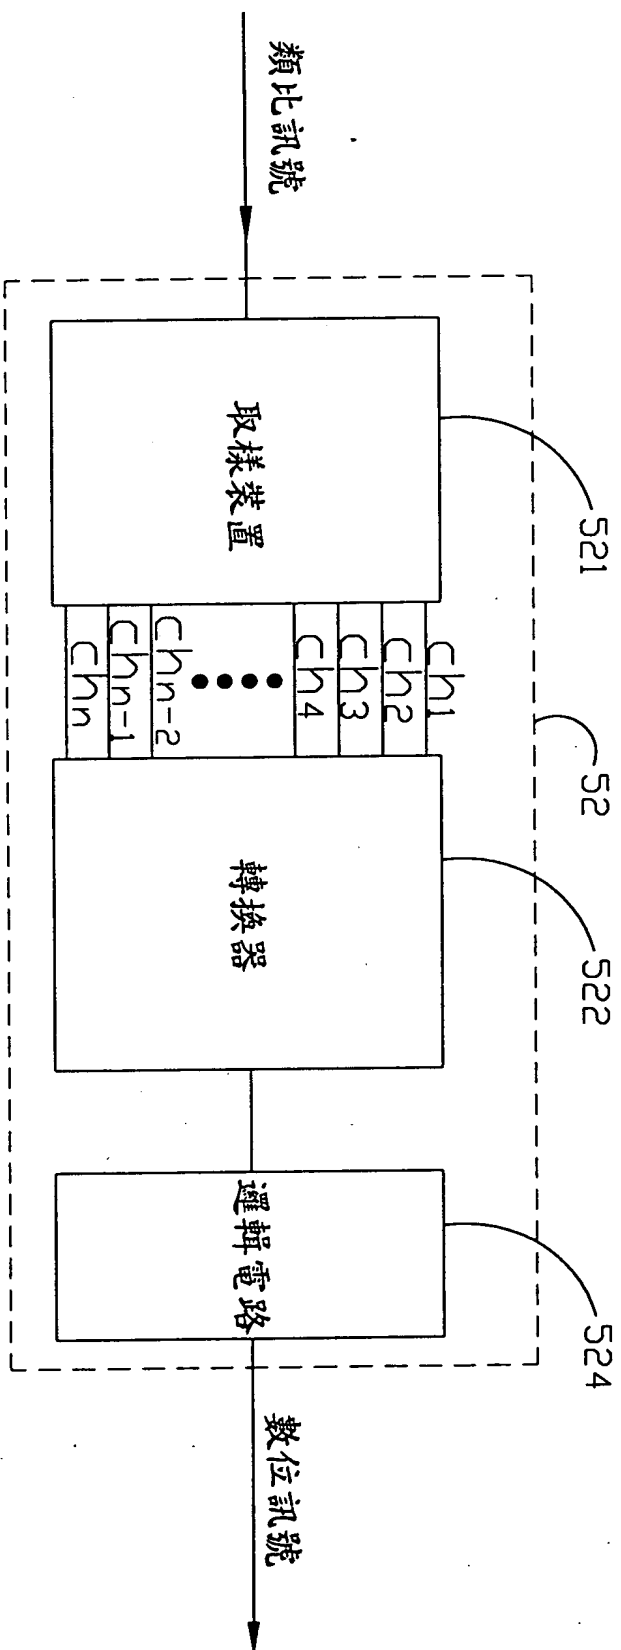 52
521
522
524
類比訊號
取樣裝置
ch1
ch2
ch3
ch4
chn-2
chn-1
chn
轉換器
邏輯電路
數位訊號